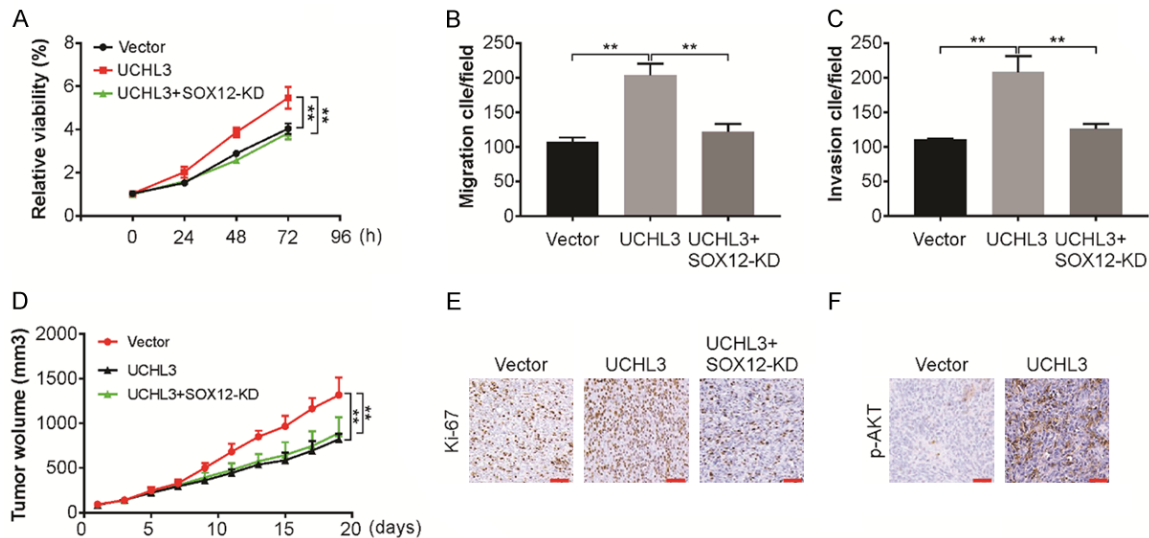 A
Relative viability (%)
8
6
4
2
0
0 24 48 72 96 (h)
Vector
UCHL3
UCHL3+SOX12-KD
**
**
B
Migration clle/field
250
200
150
100
50
0
** **
Vector UCHL3 UCHL3+
SOX12-KD
C
Invasion clle/field
250
200
150
100
50
0
** **
Vector UCHL3 UCHL3+
SOX12-KD
D
Tumor wolume (mm3)
2000
1500
1000
500
0
0 5 10 15 20 (days)
Vector
UCHL3
UCHL3+SOX12-KD
**
**
E
Vector UCHL3 UCHL3+
SOX12-KD
Ki-67
F
Vector UCHL3
p-AKT